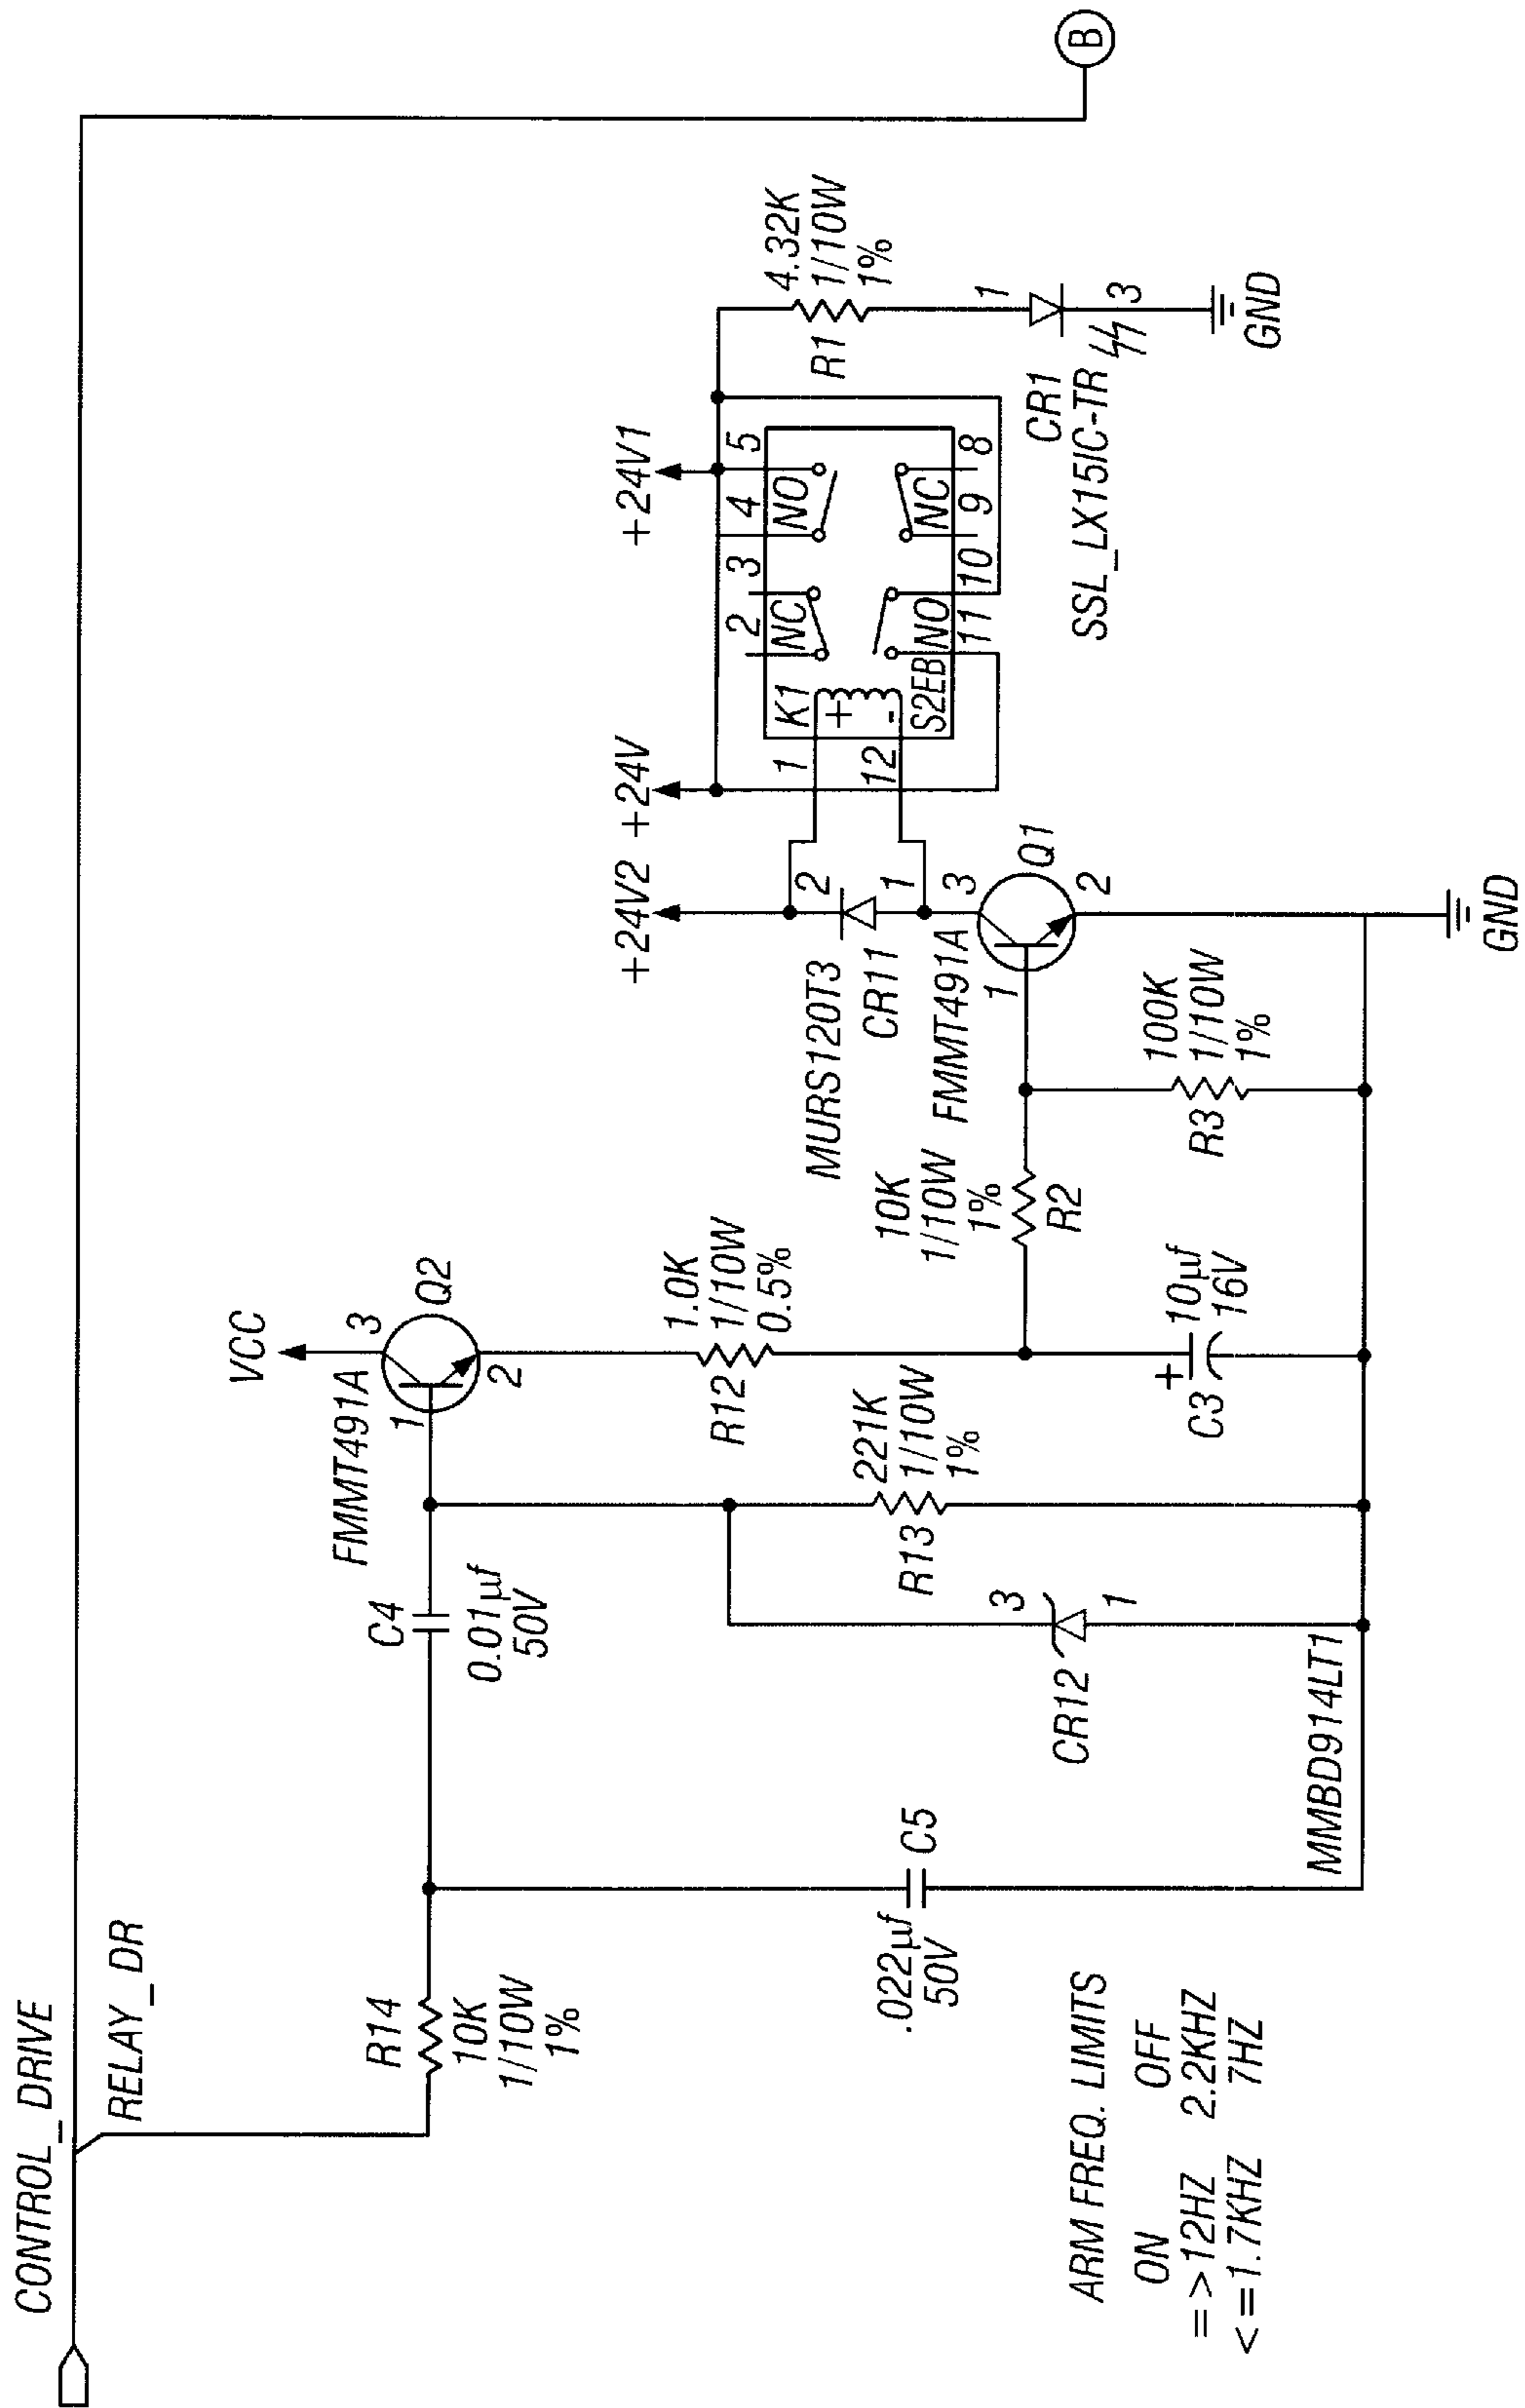 CONTROL_DRIVE
RELAY_DR
B
R14
10K
1/10W
1%
C4
0.01µf
50V
.022µf
50V
C5
FMMT491A
1
VCC
3
Q2
2
R12
1.0K
1/10W
0.5%
R13
221K
1/10W
1%
CR12
3
1
MMBD914LT1
C3
+
10µf
16V
10K
1/10W
1%
R2
R3
100K
1/10W
1%
MURS120T3
CR11
2
1
FMMT491A
1
3
Q1
2
GND
+24V2
+24V
+24V1
1
12
K1
+
-
S2EB
2
3
4
5
NC
NO
NO
NC
11
10
9
8
R1
4.32K
1/10W
1%
1
CR1
SSL_LX15IC-TR
3
GND
ARM FREQ. LIMITS
ON OFF
=>12HZ 2.2KHZ
<=1.7KHZ 7HZ